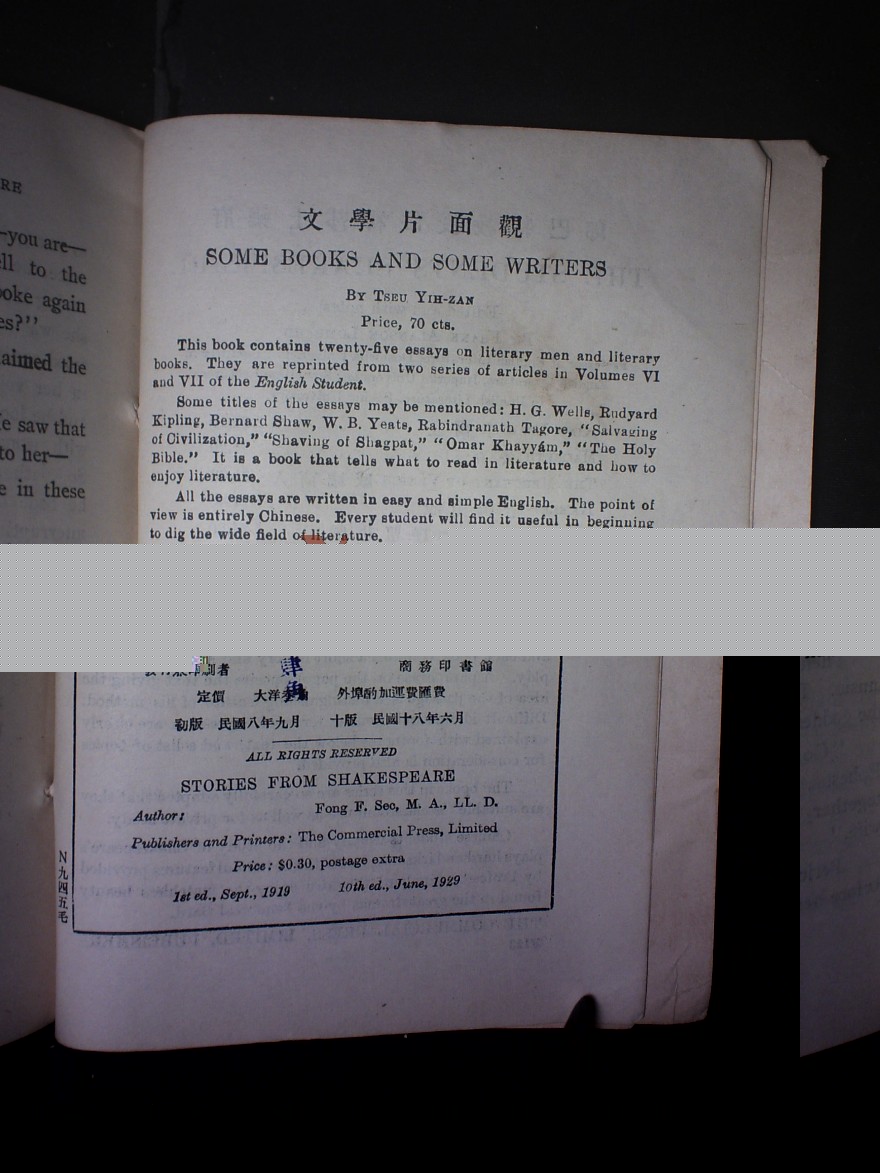 RE
—you are—
ll to the
oke again
es?"
aimed the
e saw that
to her—
e in these
文學片面觀
SOME BOOKS AND SOME WRITERS
BY TSEU YIH-ZAN
Price, 70 cts.
This book contains twenty-five essays on literary men and literary
books. They are reprinted from two series of articles in Volumes VI
and VII of the English Student.
Some titles of the essays may be mentioned: H. G. Wells, Rudyard
Kipling, Bernard Shaw, W. B. Yeats, Rabindranath Tagore, "Salvaging
of Civilization," "Shaving of Shagpat," "Omar Khayyám," "The Holy
Bible." It is a book that tells what to read in literature and how to
enjoy literature.
All the essays are written in easy and simple English. The point of
view is entirely Chinese. Every student will find it useful in beginning
to dig the wide field of literature.
刷者 商務印書館
定價 大洋 肆角 外埠酌加運費匯費
初版 民國八年九月 十版 民國十八年六月
ALL RIGHTS RESERVED
STORIES FROM SHAKESPEARE
Author: Fong F. Sec, M. A., LL. D.
Publishers and Printers: The Commercial Press, Limited
Price: $0.30, postage extra
1st ed., Sept., 1919 10th ed., June, 1929
N九四五毛